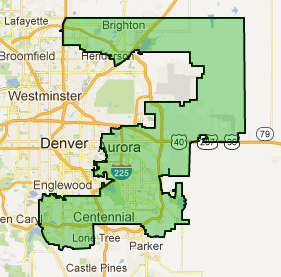 Lafayette
Brighton
Broomfield
Henderson
Westminster
Denver
Aurora
40
287
36
79
225
Englewood
Centennial
Lone Tree
Parker
Castle Pines